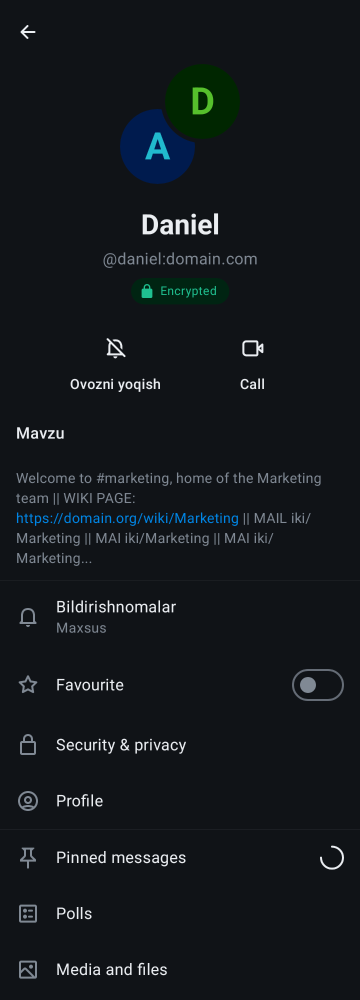 D
A
Daniel
@daniel:domain.com
Encrypted
Ovozni yoqish
Call
Mavzu
Welcome to #marketing, home of the Marketing
team || WIKI PAGE:
https://domain.org/wiki/Marketing || MAIL iki/
Marketing || MAI iki/Marketing || MAI iki/
Marketing...
Bildirishnomalar
Maxsus
Favourite
Security & privacy
Profile
Pinned messages
Polls
Media and files